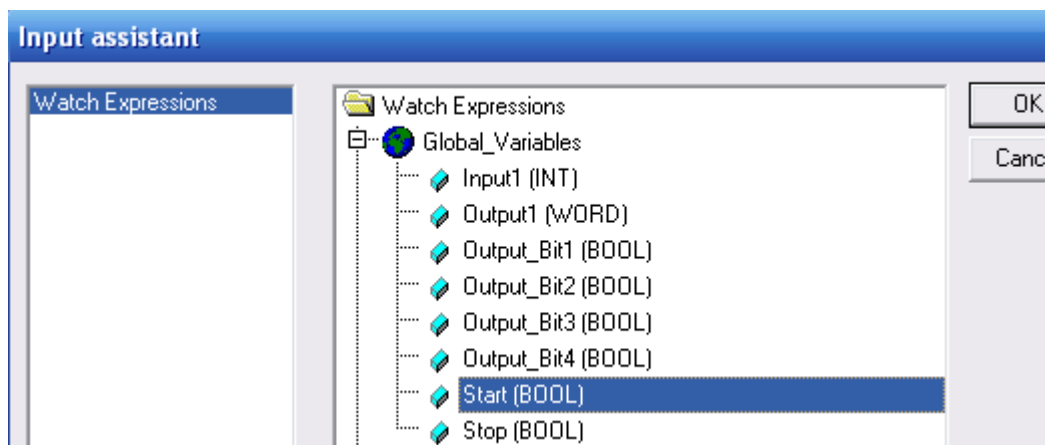 Input assistant
Watch Expressions
Watch Expressions
Global_Variables
Input1 (INT)
Output1 (WORD)
Output_Bit1 (BOOL)
Output_Bit2 (BOOL)
Output_Bit3 (BOOL)
Output_Bit4 (BOOL)
Start (BOOL)
Stop (BOOL)
OK
Canc